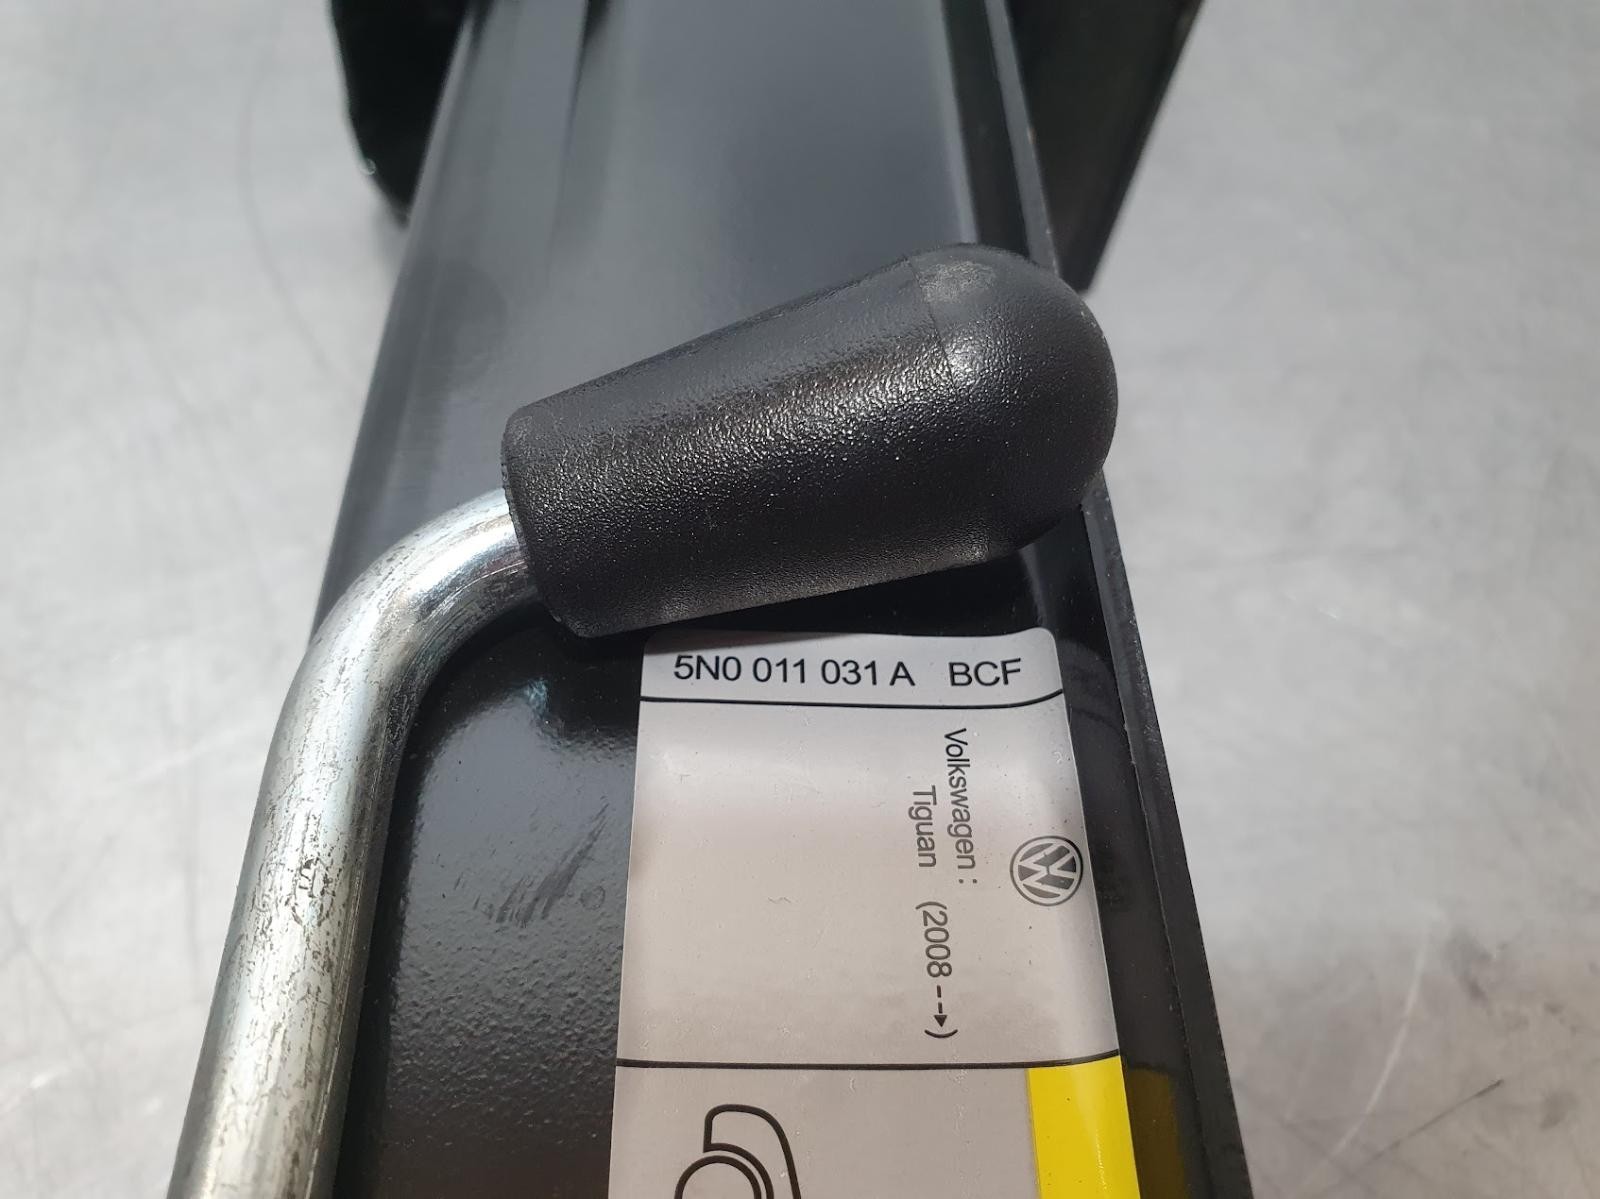 5N0 011 031 A BCF
Volkswagen :
Tiguan (2008 --➤)